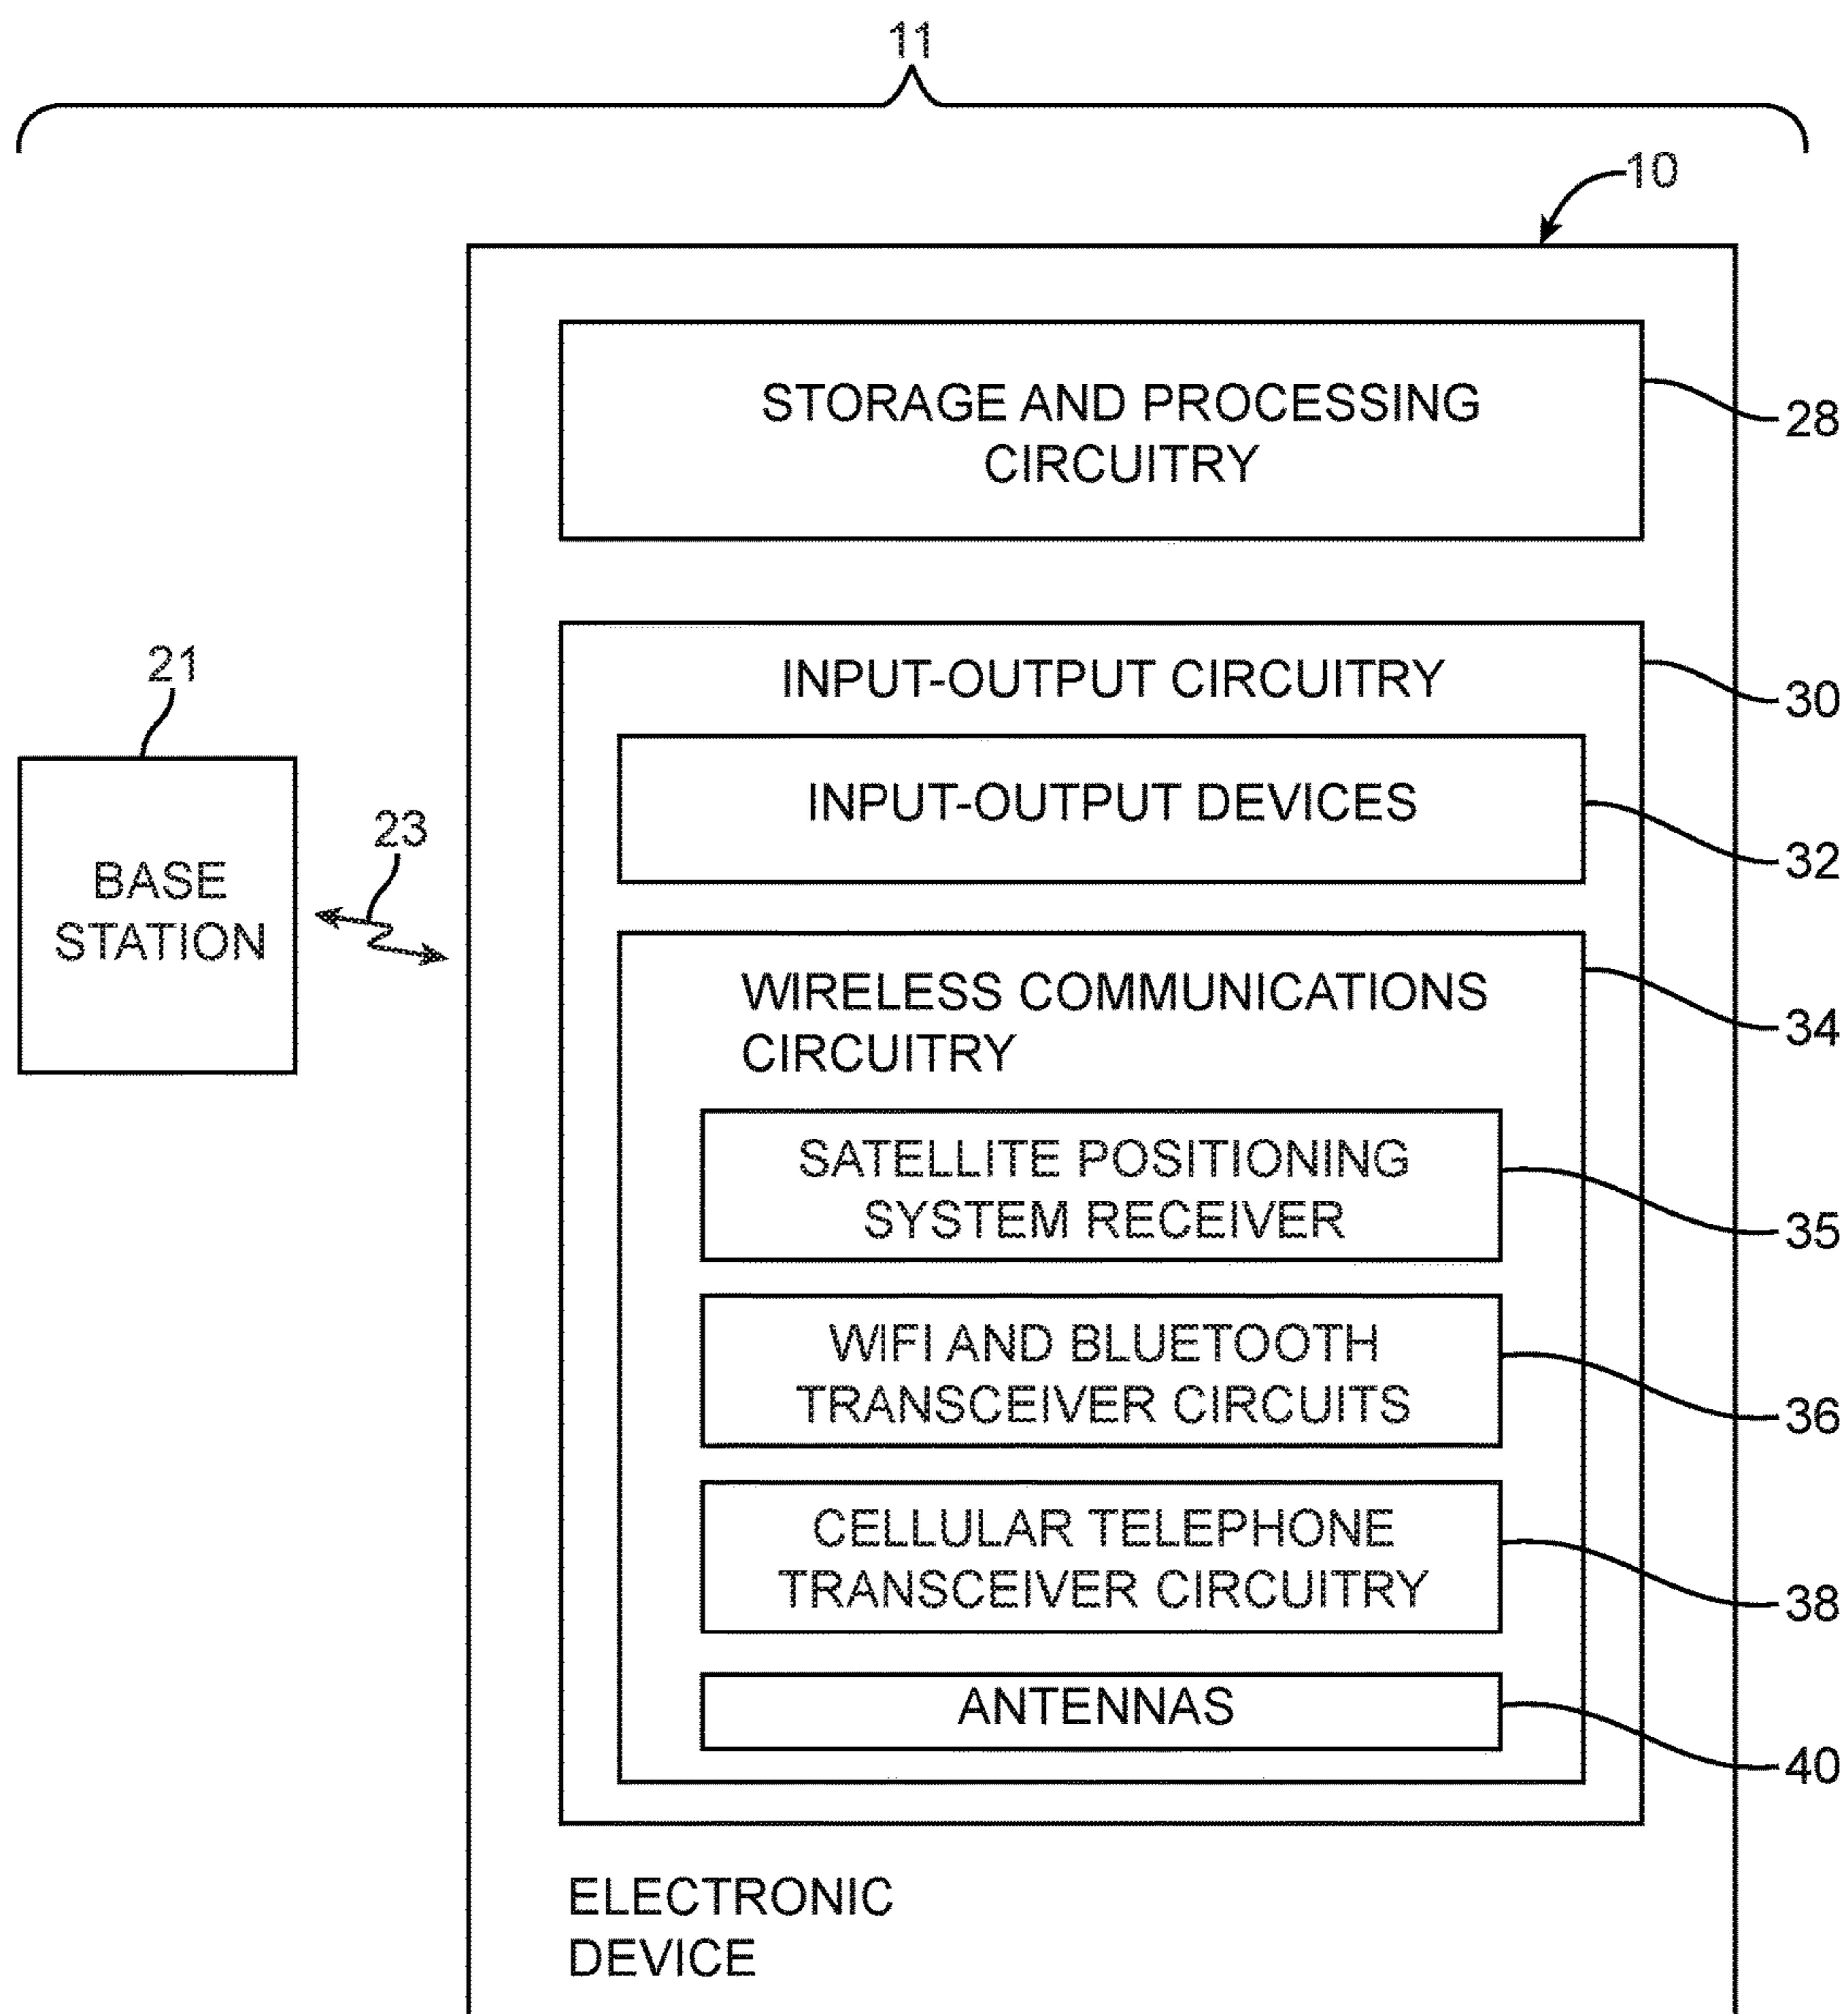 11
10
STORAGE AND PROCESSING
CIRCUITRY
28
INPUT-OUTPUT CIRCUITRY
30
21
INPUT-OUTPUT DEVICES
32
23
BASE
STATION
WIRELESS COMMUNICATIONS
CIRCUITRY
34
SATELLITE POSITIONING
SYSTEM RECEIVER
35
WIFI AND BLUETOOTH
TRANSCEIVER CIRCUITS
36
CELLULAR TELEPHONE
TRANSCEIVER CIRCUITRY
38
ANTENNAS
40
ELECTRONIC
DEVICE